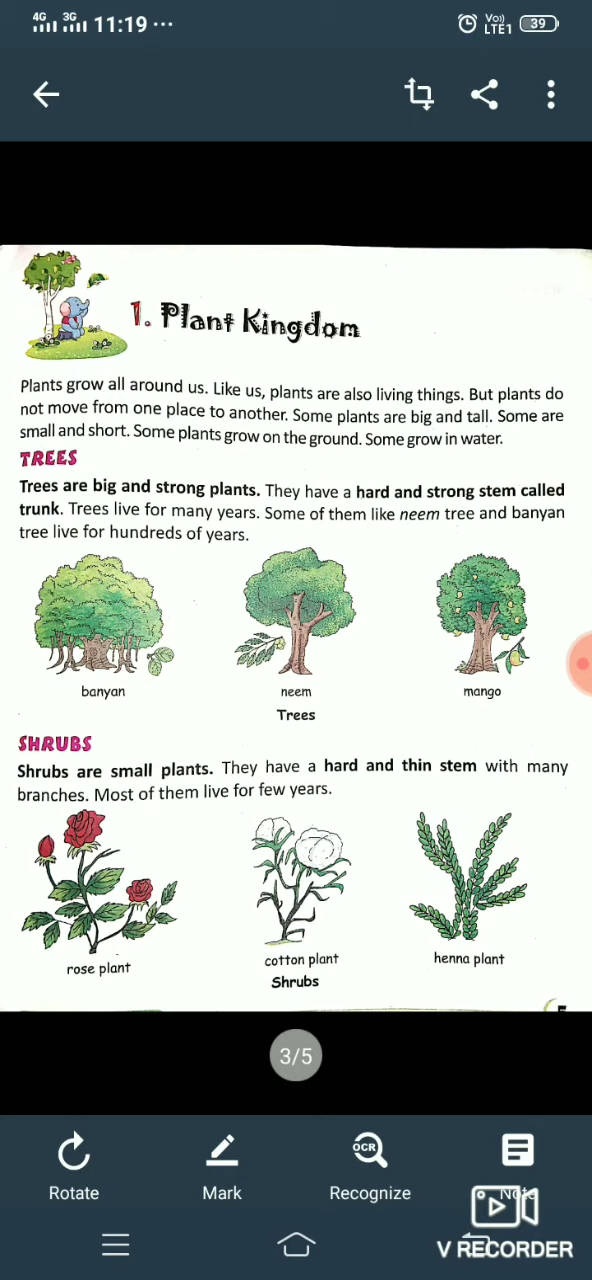 4G 3G 11:19 ... Vo)) LTE1 39
1. Plant Kingdom
Plants grow all around us. Like us, plants are also living things. But plants do
not move from one place to another. Some plants are big and tall. Some are
small and short. Some plants grow on the ground. Some grow in water.
TREES
Trees are big and strong plants. They have a hard and strong stem called
trunk. Trees live for many years. Some of them like neem tree and banyan
tree live for hundreds of years.
banyan neem mango
Trees
SHRUBS
Shrubs are small plants. They have a hard and thin stem with many
branches. Most of them live for few years.
rose plant cotton plant henna plant
Shrubs
3/5
OCR
Rotate Mark Recognize Note
V RECORDER